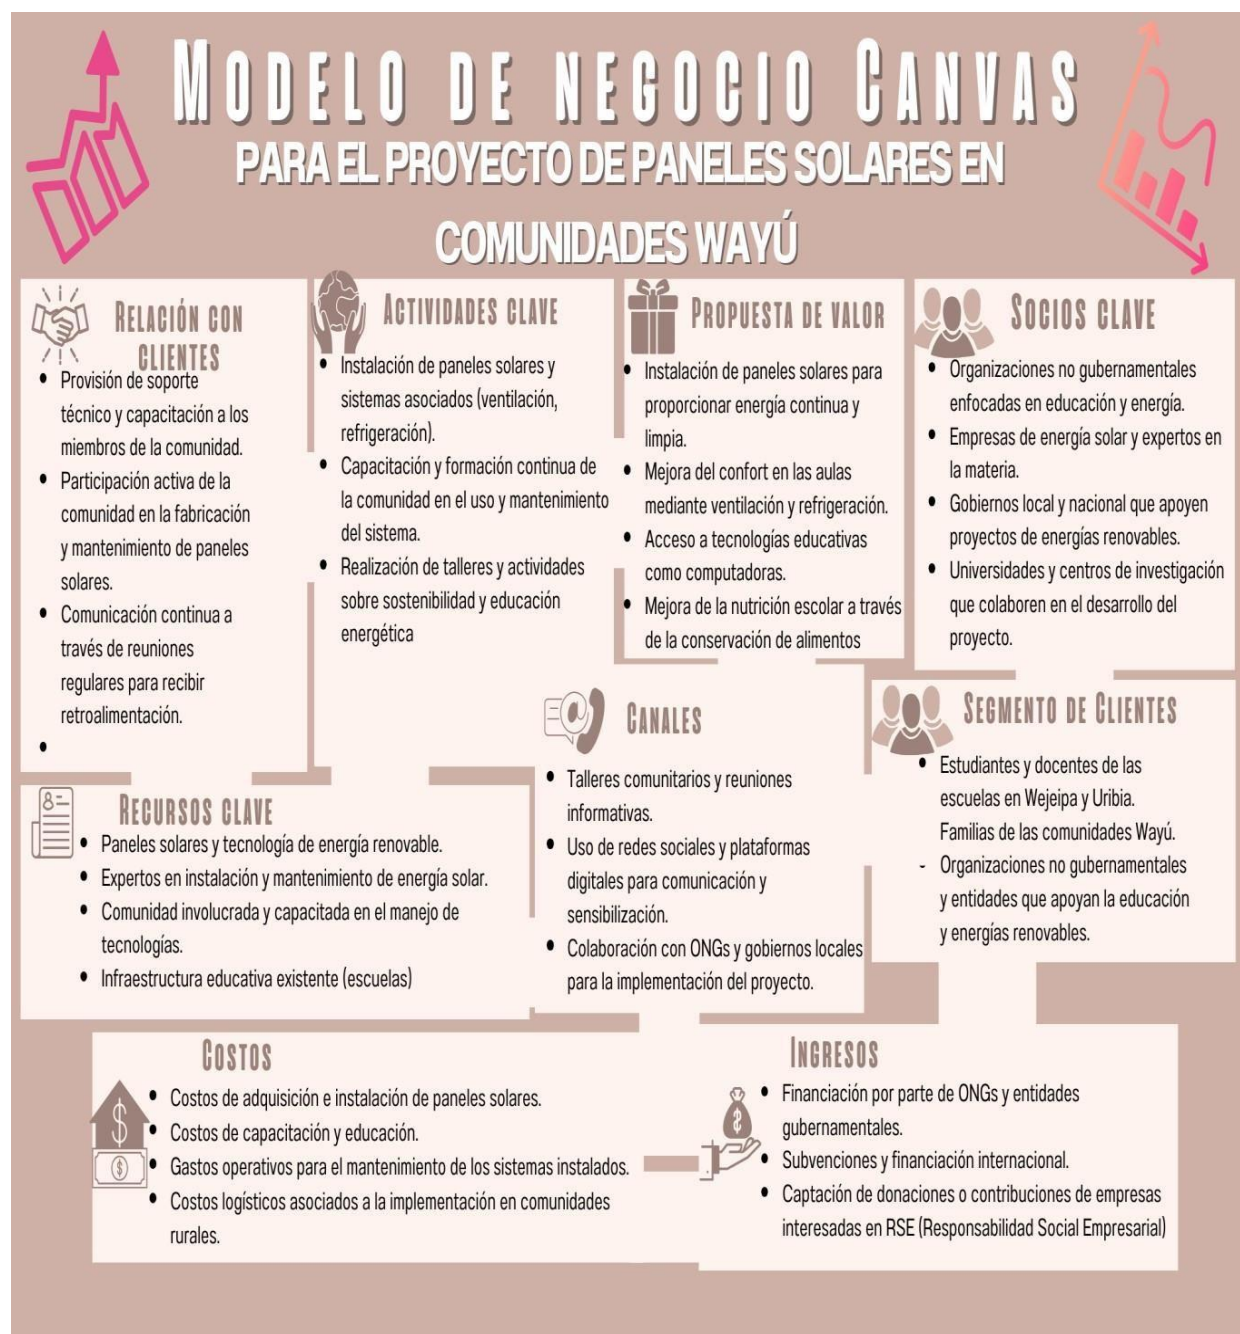 MODELO DE NEGOCIO CANVAS
PARA EL PROYECTO DE PANELES SOLARES EN
COMUNIDADES WAYÚ
RELACIÓN CON
CLIENTES
• Provisión de soporte
técnico y capacitación a los
miembros de la comunidad.
• Participación activa de la
comunidad en la fabricación
y mantenimiento de paneles
solares.
• Comunicación continua a
través de reuniones
regulares para recibir
retroalimentación.
•
ACTIVIDADES CLAVE
• Instalación de paneles solares y
sistemas asociados (ventilación,
refrigeración).
• Capacitación y formación continua de
la comunidad en el uso y mantenimiento
del sistema.
• Realización de talleres y actividades
sobre sostenibilidad y educación
energética
PROPUESTA DE VALOR
• Instalación de paneles solares para
proporcionar energía continua y
limpia.
• Mejora del confort en las aulas
mediante ventilación y refrigeración.
• Acceso a tecnologías educativas
como computadoras.
• Mejora de la nutrición escolar a través
de la conservación de alimentos
SOCIOS CLAVE
• Organizaciones no gubernamentales
enfocadas en educación y energía.
• Empresas de energía solar y expertos en
la materia.
• Gobiernos local y nacional que apoyen
proyectos de energías renovables.
• Universidades y centros de investigación
que colaboren en el desarrollo del
proyecto.
RECURSOS CLAVE
• Paneles solares y tecnología de energía renovable.
• Expertos en instalación y mantenimiento de energía solar.
• Comunidad involucrada y capacitada en el manejo de
tecnologías.
• Infraestructura educativa existente (escuelas)
CANALES
• Talleres comunitarios y reuniones
informativas.
• Uso de redes sociales y plataformas
digitales para comunicación y
sensibilización.
• Colaboración con ONGs y gobiernos locales
para la implementación del proyecto.
SEGMENTO DE CLIENTES
• Estudiantes y docentes de las
escuelas en Wejeipa y Uribia.
Familias de las comunidades Wayú.
- Organizaciones no gubernamentales
y entidades que apoyan la educación
y energías renovables.
COSTOS
• Costos de adquisición e instalación de paneles solares.
• Costos de capacitación y educación.
• Gastos operativos para el mantenimiento de los sistemas instalados.
• Costos logísticos asociados a la implementación en comunidades
rurales.
INGRESOS
• Financiación por parte de ONGs y entidades
gubernamentales.
• Subvenciones y financiación internacional.
• Captación de donaciones o contribuciones de empresas
interesadas en RSE (Responsabilidad Social Empresarial)